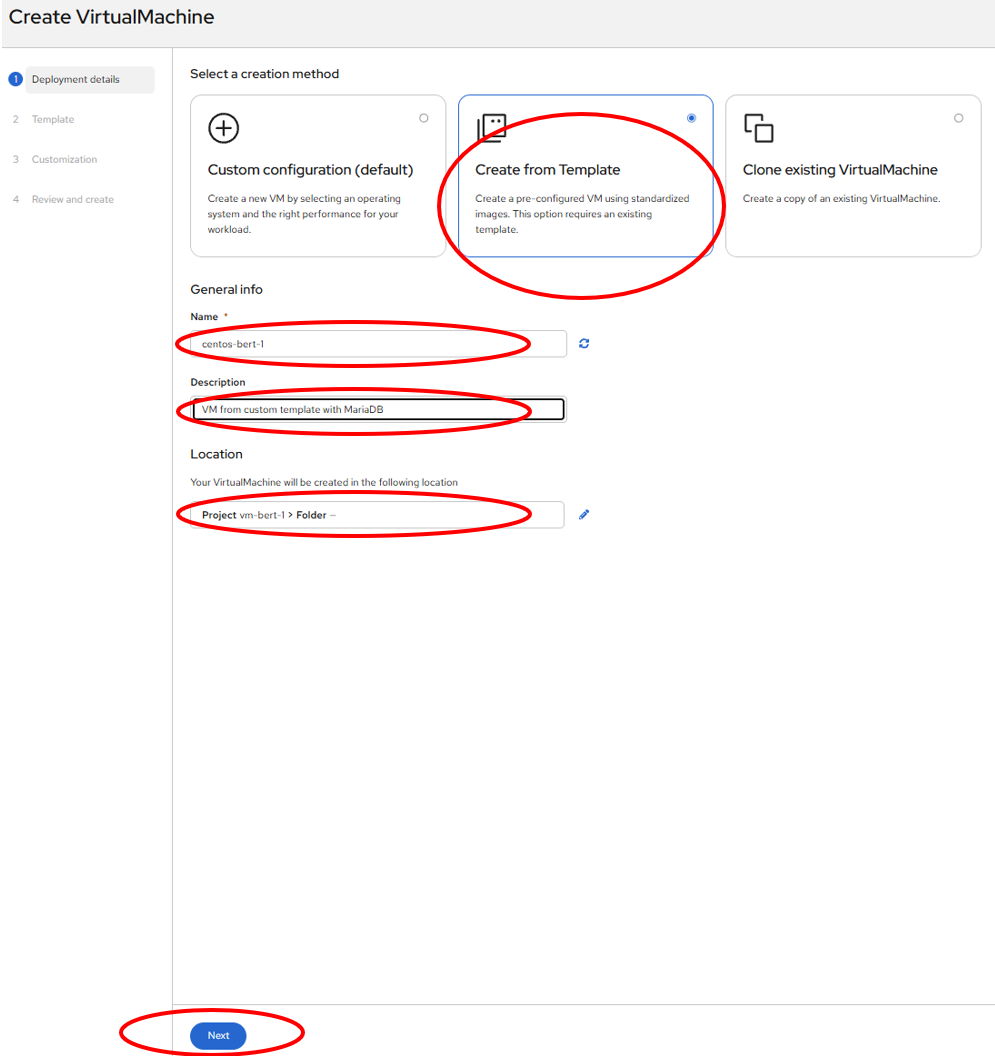 Create VirtualMachine
1 Deployment details
2 Template
3 Customization
4 Review and create
Select a creation method
Custom configuration (default)
Create a new VM by selecting an operating
system and the right performance for your
workload.
Create from Template
Create a pre-configured VM using standardized
images. This option requires an existing
template.
Clone existing VirtualMachine
Create a copy of an existing VirtualMachine.
General info
Name *
centos-bert-1
Description
VM from custom template with MariaDB
Location
Your VirtualMachine will be created in the following location
Project vm-bert-1 > Folder –
Next